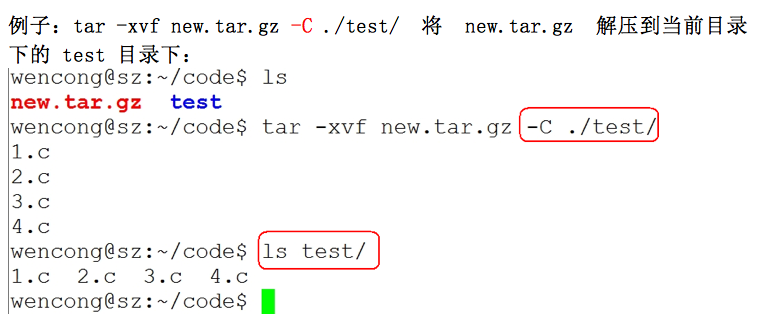 例子：tar -xvf new.tar.gz -C ./test/ 将 new.tar.gz 解压到当前目录
下的 test 目录下：
wencong@sz:~/code$ ls
new.tar.gz  test
wencong@sz:~/code$ tar -xvf new.tar.gz -C ./test/
1.c
2.c
3.c
4.c
wencong@sz:~/code$ ls test/
1.c  2.c  3.c  4.c
wencong@sz:~/code$